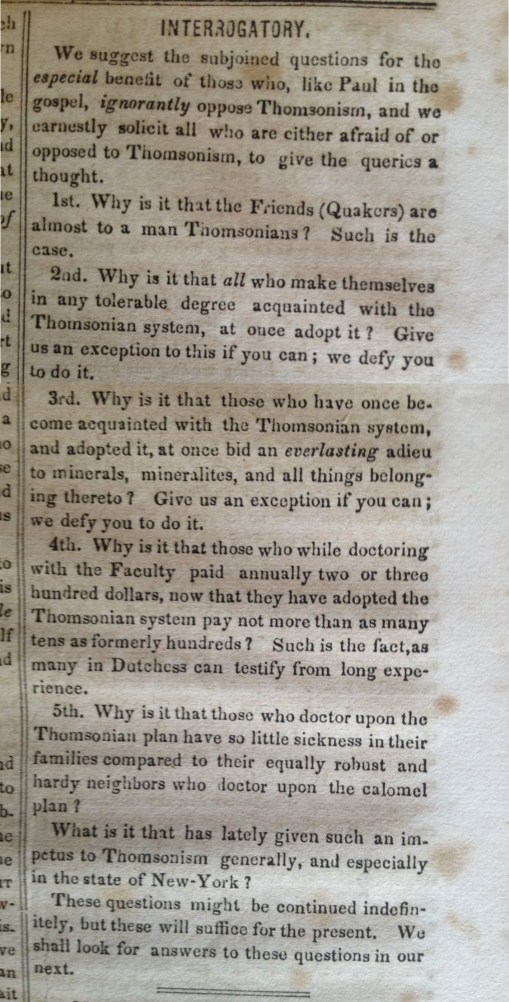 INTERROGATORY.
We suggest the subjoined questions for the
especial benefit of those who, like Paul in the
gospel, ignorantly oppose Thomsonism, and we
earnestly solicit all who are either afraid of or
opposed to Thomsonism, to give the queries a
thought.
1st. Why is it that the Friends (Quakers) are
almost to a man Thomsonians? Such is the
case.
2nd. Why is it that all who make themselves
in any tolerable degree acquainted with the
Thomsonian system, at once adopt it? Give
us an exception to this if you can; we defy you
to do it.
3rd. Why is it that those who have once be-
come acquainted with the Thomsonian system,
and adopted it, at once bid an everlasting adieu
to minerals, mineralites, and all things belong-
ing thereto? Give us an exception if you can;
we defy you to do it.
4th. Why is it that those who while doctoring
with the Faculty paid annually two or three
hundred dollars, now that they have adopted the
Thomsonian system pay not more than as many
tens as formerly hundreds? Such is the fact, as
many in Dutchess can testify from long expe-
rience.
5th. Why is it that those who doctor upon the
Thomsonian plan have so little sickness in their
families compared to their equally robust and
hardy neighbors who doctor upon the calomel
plan?
What is it that has lately given such an im-
petus to Thomsonism generally, and especially
in the state of New-York?
These questions might be continued indefin-
itely, but these will suffice for the present. We
shall look for answers to these questions in our
next.